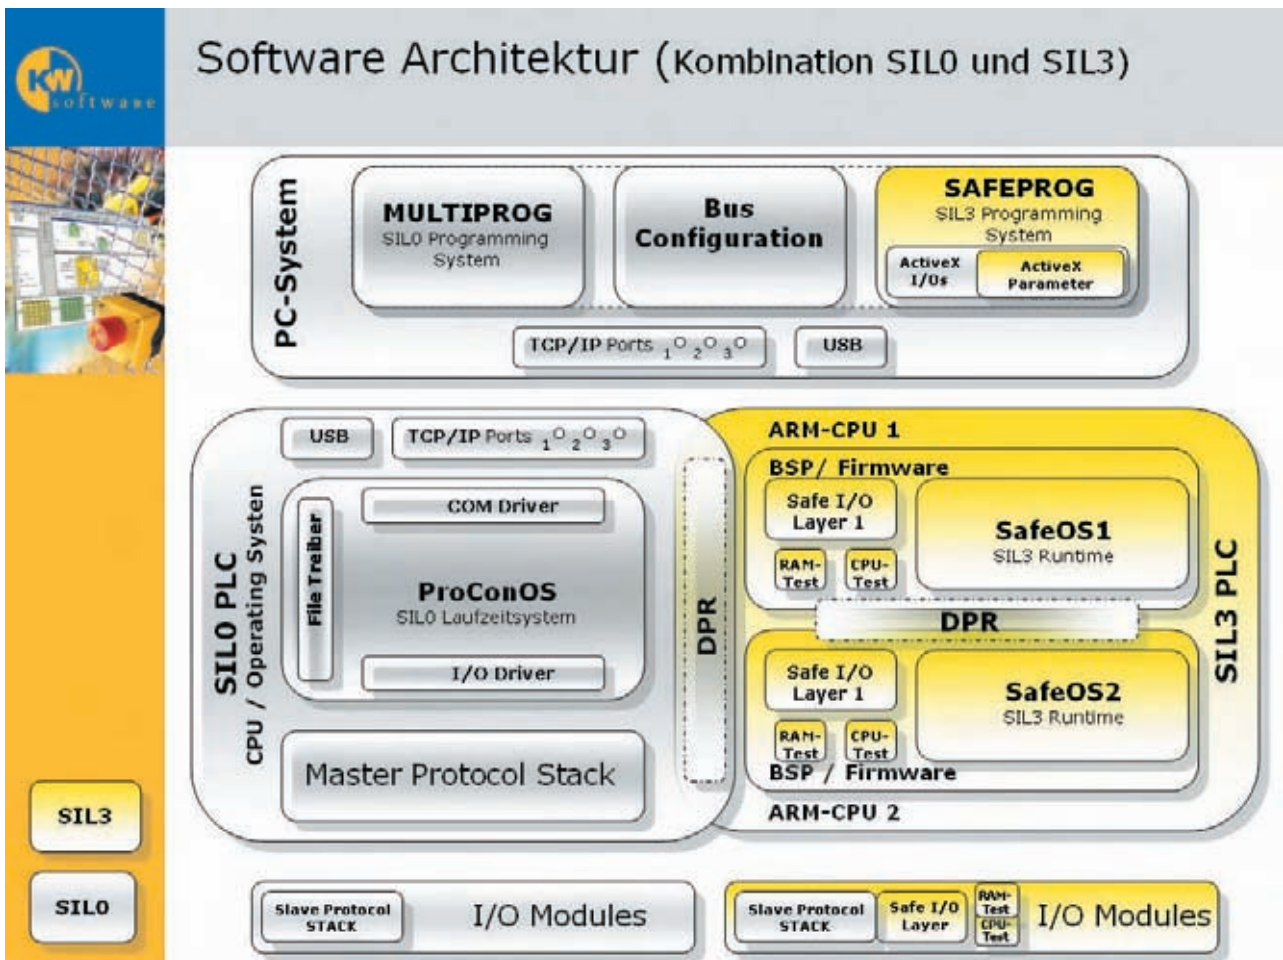 KW
software
Software Architektur (Kombination SIL0 und SIL3)
PC-System
MULTIPROG
SIL0 Programming
System
Bus
Configuration
SAFEPROG
SIL3 Programming
System
ActiveX
I/Os
ActiveX
Parameter
TCP/IP Ports 1 2 3
USB
SIL0 PLC
CPU / Operating Systen
USB
TCP/IP Ports 1 2 3
File Treiber
COM Driver
ProConOS
SIL0 Laufzeitsystem
I/O Driver
Master Protocol Stack
DPR
ARM-CPU 1
BSP/ Firmware
Safe I/O
Layer 1
RAM-
Test
CPU-
Test
SafeOS1
SIL3 Runtime
DPR
SIL3 PLC
Safe I/O
Layer 1
RAM-
Test
CPU-
Test
SafeOS2
SIL3 Runtime
BSP / Firmware
ARM-CPU 2
SIL3
SIL0
Slave Protocol
STACK
I/O Modules
Slave Protocol
STACK
Safe I/O
Layer
RAM-
Test
CPU-
Test
I/O Modules